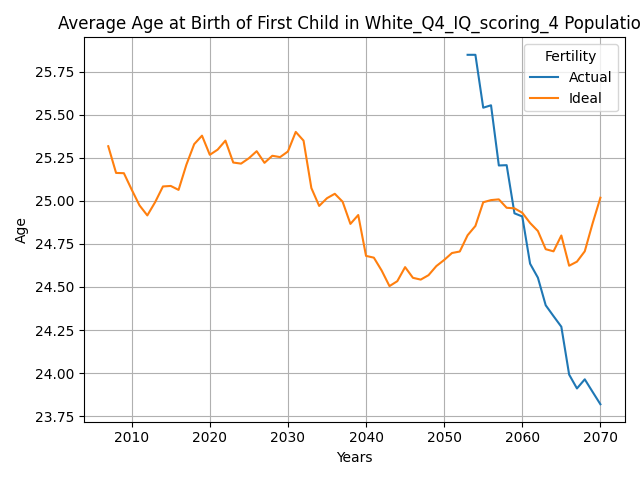 Average Age at Birth of First Child in White_Q4_IQ_scoring_4 Populatio
Fertility
Actual
Ideal
Age
25.75
25.50
25.25
25.00
24.75
24.50
24.25
24.00
23.75
2010 2020 2030 2040 2050 2060 2070
Years